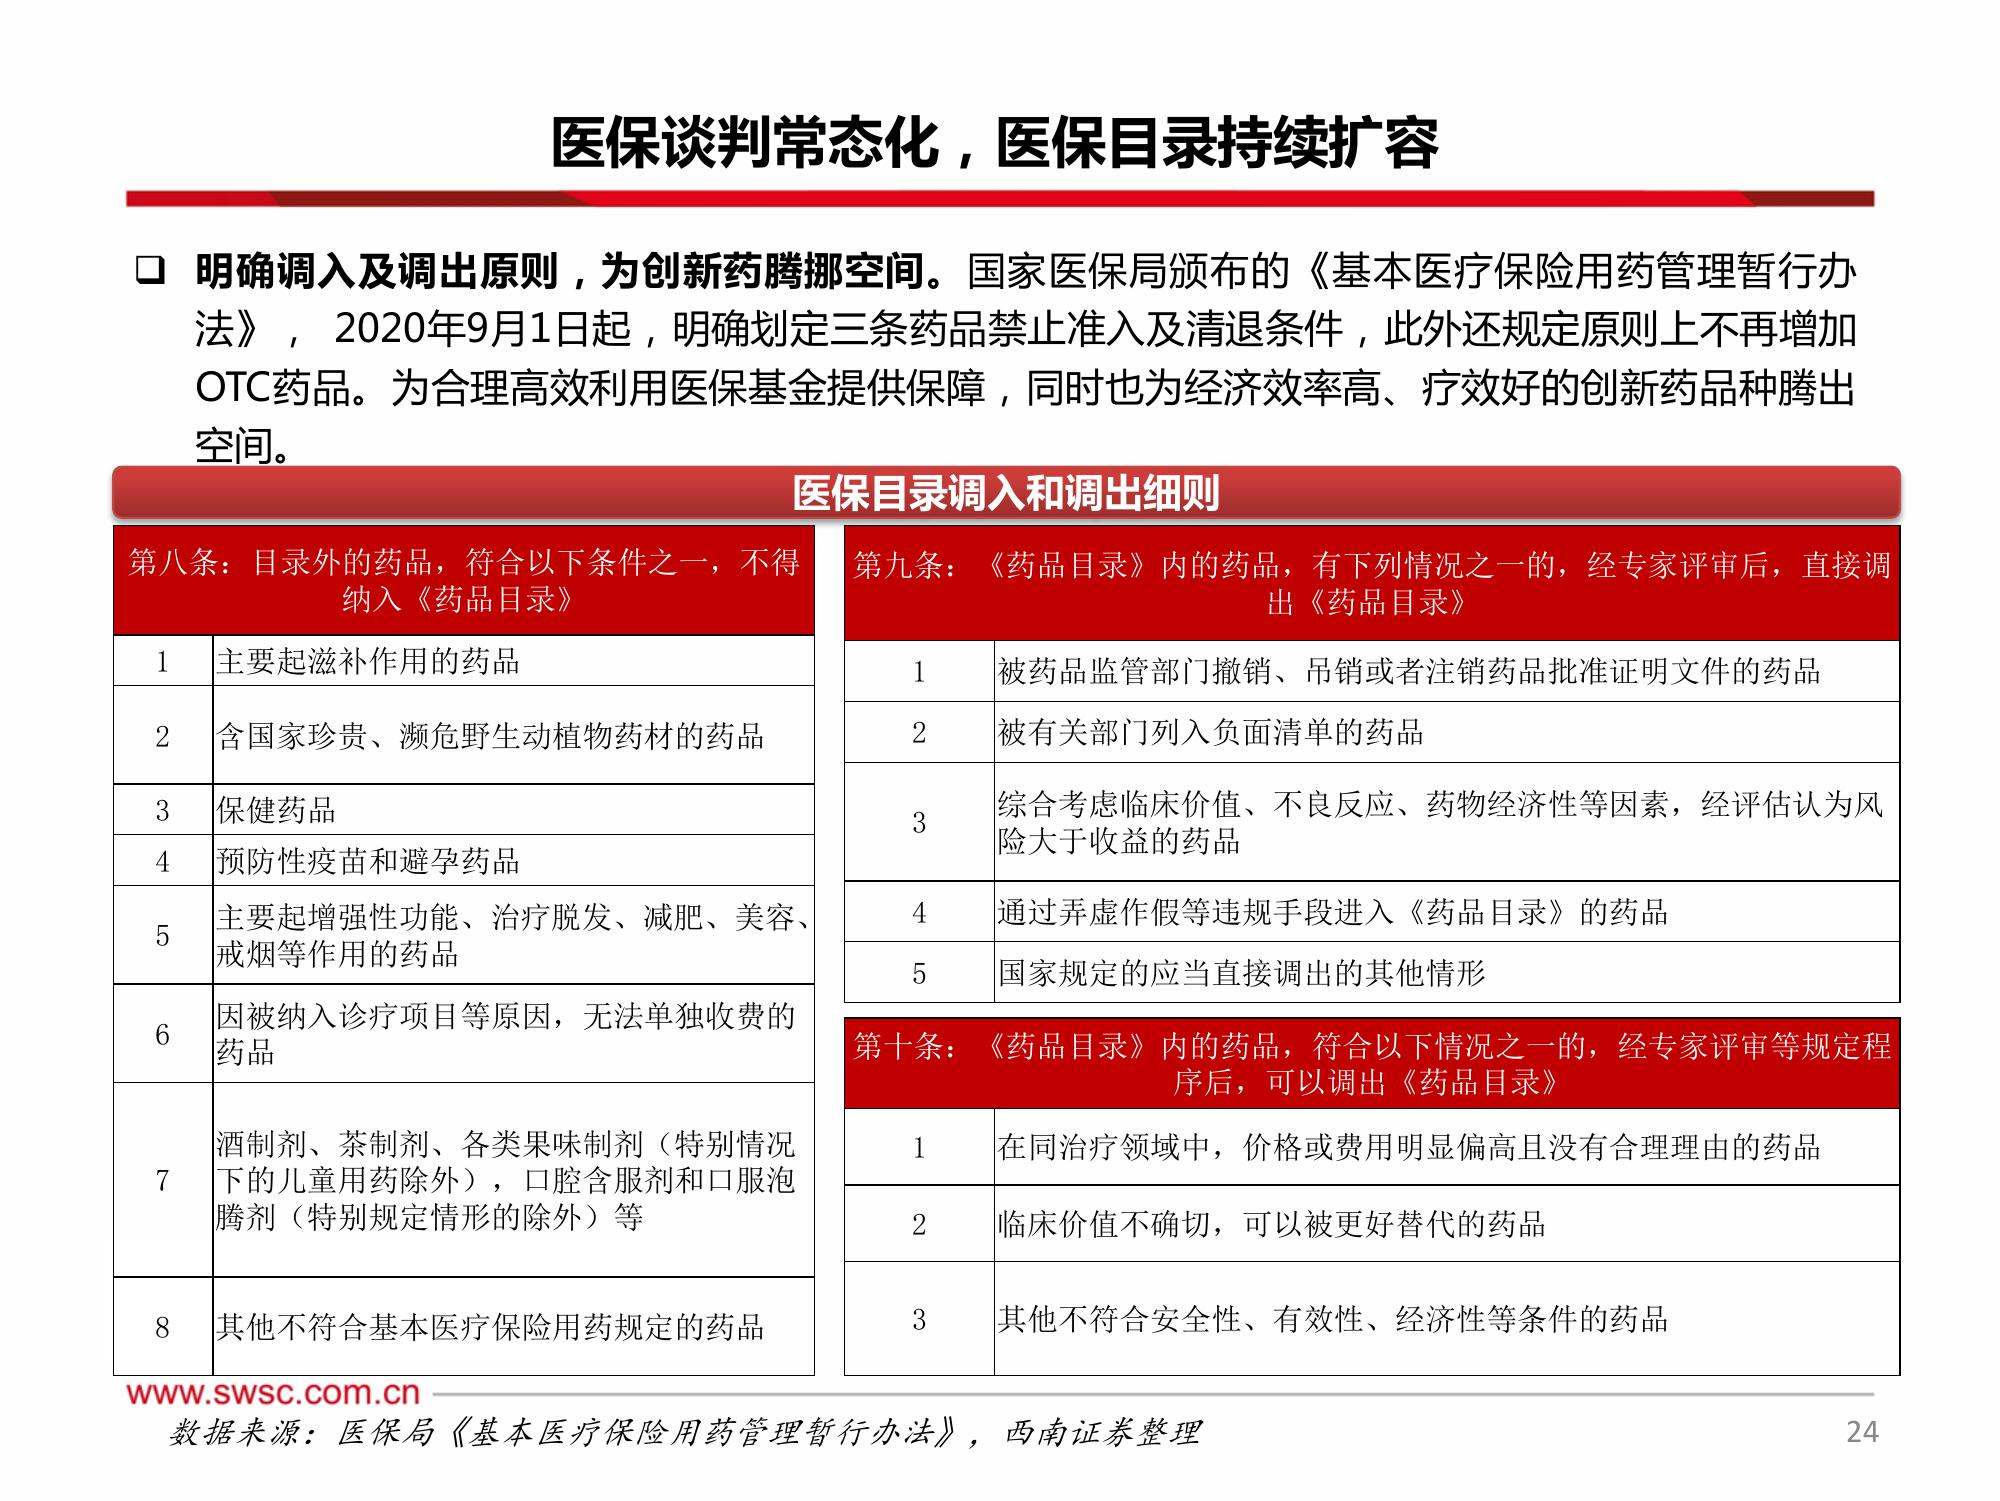 医保谈判常态化，医保目录持续扩容
❑ 明确调入及调出原则，为创新药腾挪空间。国家医保局颁布的《基本医疗保险用药管理暂行办
法》， 2020年9月1日起，明确划定三条药品禁止准入及清退条件，此外还规定原则上不再增加
OTC药品。为合理高效利用医保基金提供保障，同时也为经济效率高、疗效好的创新药品种腾出
空间。
医保目录调入和调出细则
第八条：目录外的药品，符合以下条件之一，不得
纳入《药品目录》
1 主要起滋补作用的药品
2 含国家珍贵、濒危野生动植物药材的药品
3 保健药品
4 预防性疫苗和避孕药品
5 主要起增强性功能、治疗脱发、减肥、美容、
戒烟等作用的药品
6 因被纳入诊疗项目等原因，无法单独收费的
药品
7 酒制剂、茶制剂、各类果味制剂（特别情况
下的儿童用药除外），口腔含服剂和口服泡
腾剂（特别规定情形的除外）等
8 其他不符合基本医疗保险用药规定的药品
第九条：《药品目录》内的药品，有下列情况之一的，经专家评审后，直接调
出《药品目录》
1 被药品监管部门撤销、吊销或者注销药品批准证明文件的药品
2 被有关部门列入负面清单的药品
3 综合考虑临床价值、不良反应、药物经济性等因素，经评估认为风
险大于收益的药品
4 通过弄虚作假等违规手段进入《药品目录》的药品
5 国家规定的应当直接调出的其他情形
第十条：《药品目录》内的药品，符合以下情况之一的，经专家评审等规定程
序后，可以调出《药品目录》
1 在同治疗领域中，价格或费用明显偏高且没有合理理由的药品
2 临床价值不确切，可以被更好替代的药品
3 其他不符合安全性、有效性、经济性等条件的药品
www.swsc.com.cn
数据来源：医保局《基本医疗保险用药管理暂行办法》，西南证券整理
24